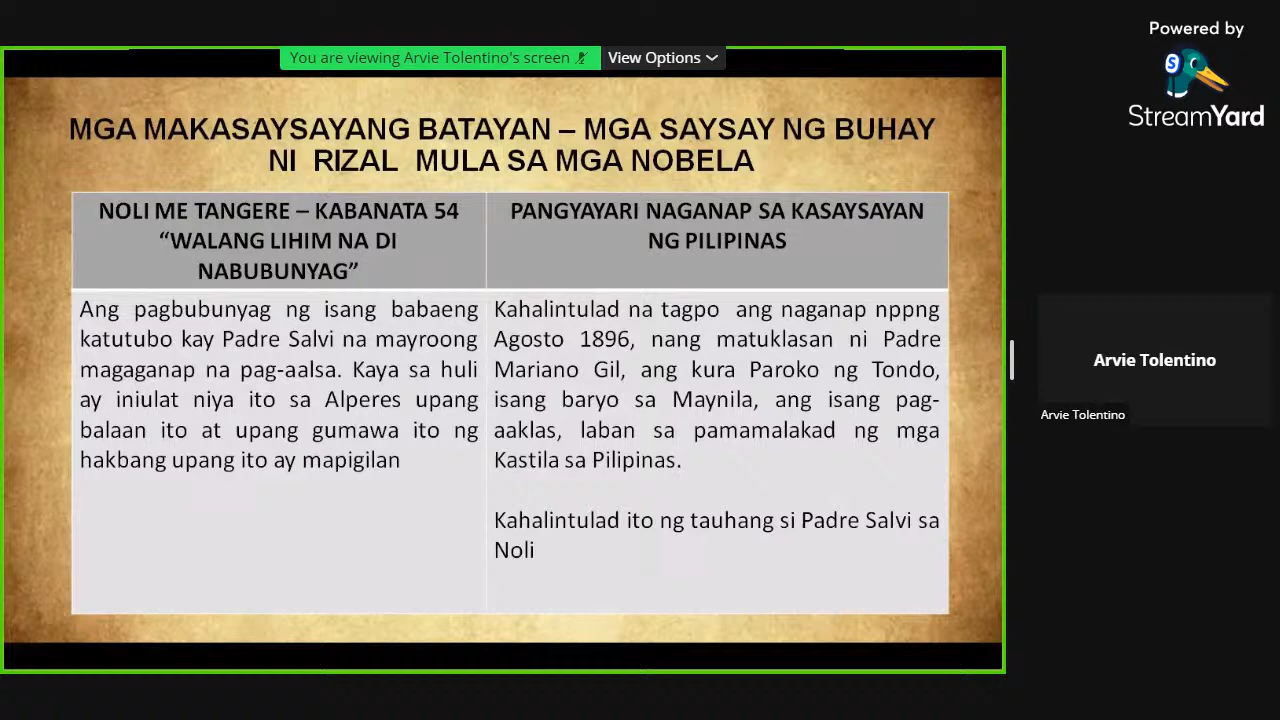 Powered by
StreamYard
You are viewing Arvie Tolentino's screen
View Options
MGA MAKASAYSAYANG BATAYAN – MGA SAYSAY NG BUHAY
NI RIZAL MULA SA MGA NOBELA
NOLI ME TANGERE – KABANATA 54
“WALANG LIHIM NA DI
NABUBUNYAG”
PANGYAYARI NAGANAP SA KASAYSAYAN
NG PILIPINAS
Ang pagbubunyag ng isang babaeng
katutubo kay Padre Salvi na mayroong
magaganap na pag-aalsa. Kaya sa huli
ay iniulat niya ito sa Alperes upang
balaan ito at upang gumawa ito ng
hakbang upang ito ay mapigilan
Kahalintulad na tagpo ang naganap nppng
Agosto 1896, nang matuklasan ni Padre
Mariano Gil, ang kura Paroko ng Tondo,
isang baryo sa Maynila, ang isang pag-
aaklas, laban sa pamamalakad ng mga
Kastila sa Pilipinas.
Kahalintulad ito ng tauhang si Padre Salvi sa
Noli
Arvie Tolentino
Arvie Tolentino